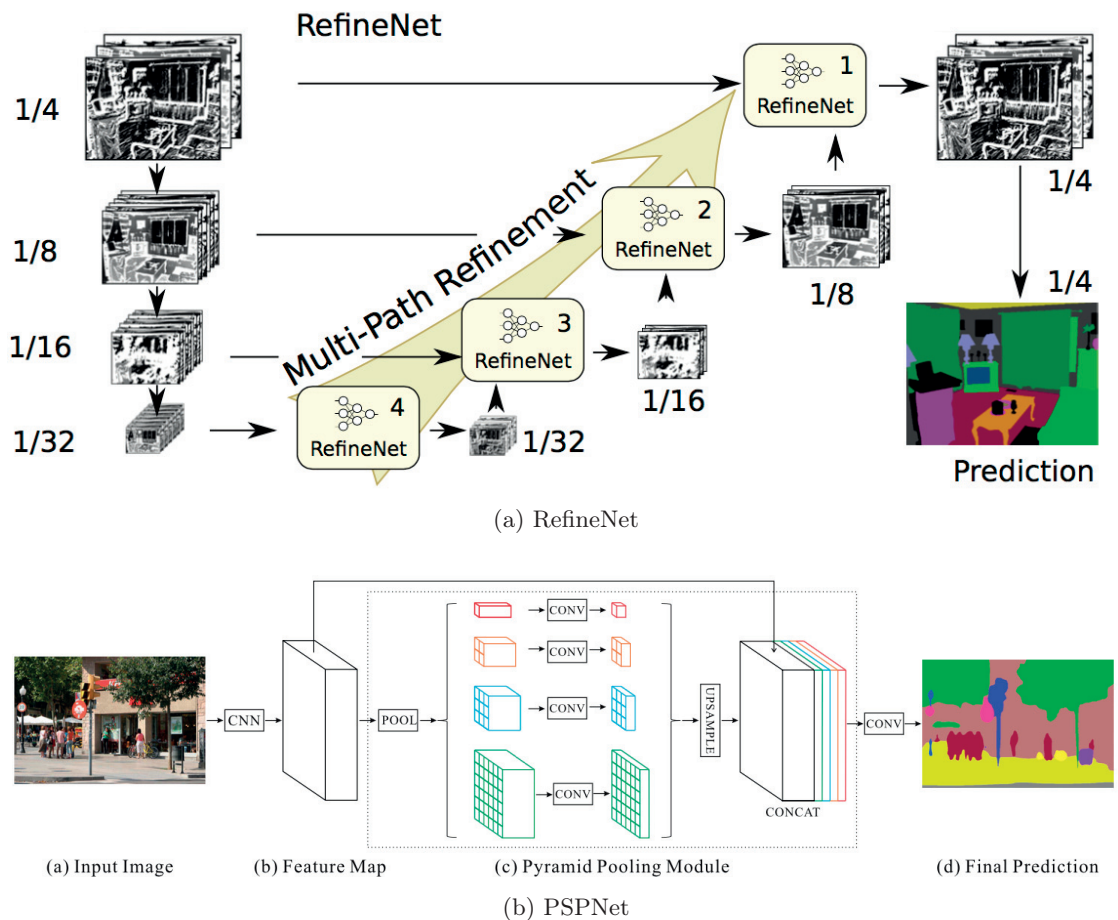 RefineNet
1/4
1/8
1/16
1/32
Multi-Path Refinement
1
RefineNet
2
RefineNet
3
RefineNet
4
RefineNet
1/32
1/16
1/8
1/4
1/4
Prediction
(a) RefineNet
CNN
POOL
CONV
CONV
CONV
CONV
UPSAMPLE
CONCAT
CONV
(a) Input Image
(b) Feature Map
(c) Pyramid Pooling Module
(d) Final Prediction
(b) PSPNet